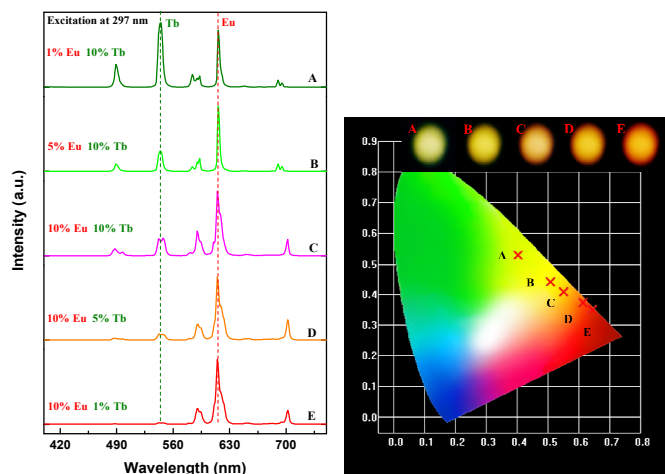 Excitation at 297 nm
Tb
Eu
1% Eu 10% Tb
A
5% Eu 10% Tb
B
10% Eu 10% Tb
C
10% Eu 5% Tb
D
10% Eu 1% Tb
E
Intensity (a.u.)
420 490 560 630 700
Wavelength (nm)
A B C D E
0.9
0.8
0.7
0.6
0.5
0.4
0.3
0.2
0.1
0.0
A
B
C
D
E
0.0 0.1 0.2 0.3 0.4 0.5 0.6 0.7 0.8